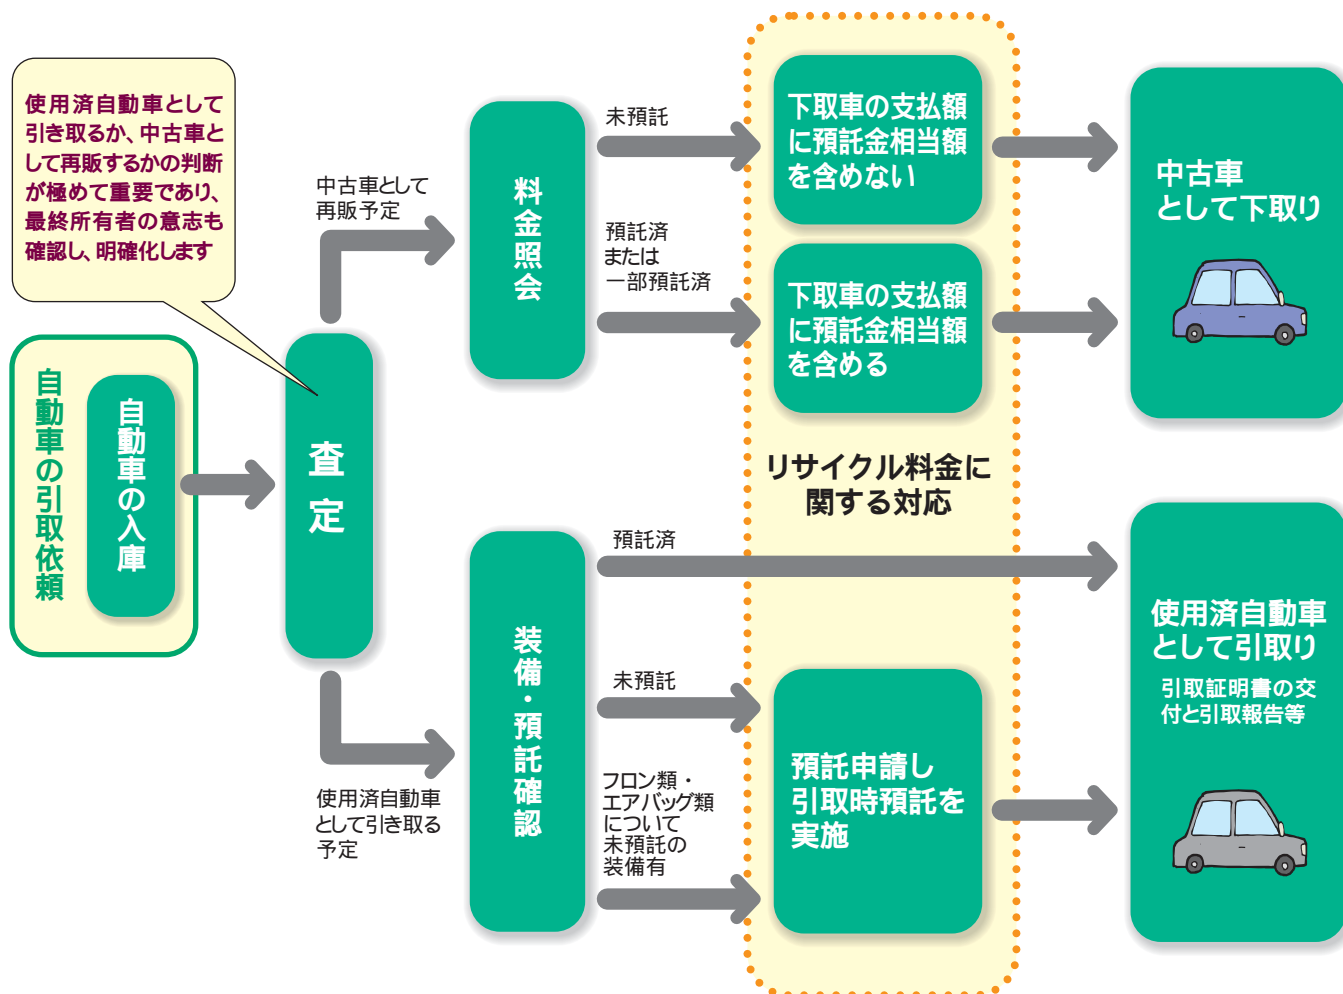 使用済自動車として
引き取るか、中古車と
して再販するかの判断
が極めて重要であり、
最終所有者の意志も
確認し、明確化します
自動車の引取依頼
自動車の入庫
査定
中古車として
再販予定
料金照会
未預託
預託済
または
一部預託済
下取車の支払額
に預託金相当額
を含めない
下取車の支払額
に預託金相当額
を含める
中古車
として下取り
リサイクル料金に
関する対応
使用済自動車
として引き取る
予定
装備・預託確認
預託済
未預託
フロン類・
エアバッグ類
について
未預託の
装備有
預託申請し
引取時預託を
実施
使用済自動車
として引取り
引取証明書の交
付と引取報告等